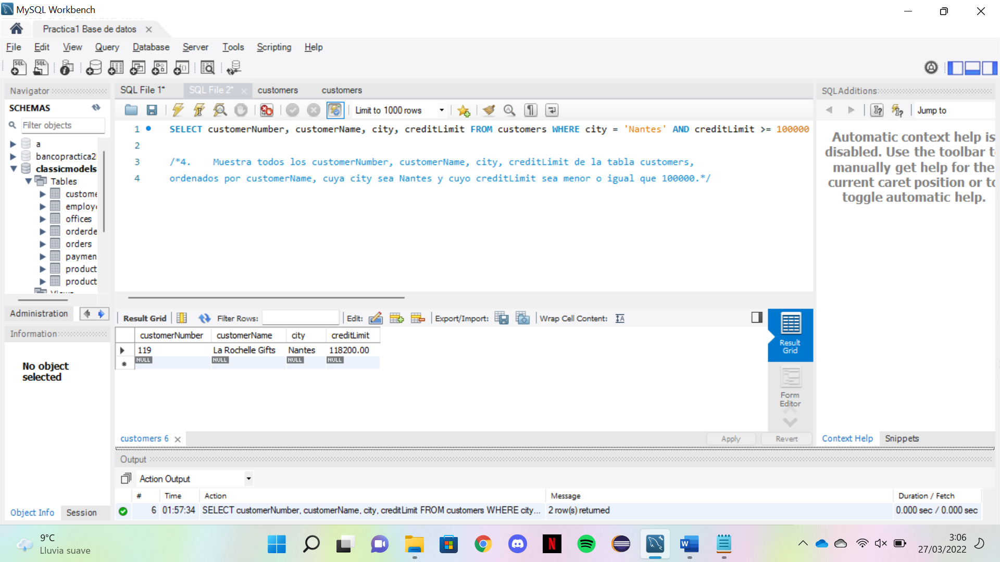 MySQL Workbench
Practica1 Base de datos
File Edit View Query Database Server Tools Scripting Help
Navigator
SCHEMAS
Filter objects
a
bancopractica2
classicmodels
Tables
custome
employ
offices
orderde
orders
paymen
product
product
Administration
Information
No object
selected
Object Info Session
SQL File 1* SQL File 2* customers customers
Limit to 1000 rows
1 SELECT customerNumber, customerName, city, creditLimit FROM customers WHERE city = 'Nantes' AND creditLimit >= 100000
2
3 /*4. Muestra todos los customerNumber, customerName, city, creditLimit de la tabla customers,
4 ordenados por customerName, cuya city sea Nantes y cuyo creditLimit sea menor o igual que 100000.*/
Result Grid Filter Rows: Edit: Export/Import: Wrap Cell Content:
customerNumber customerName city creditLimit
119 La Rochelle Gifts Nantes 118200.00
NULL NULL NULL NULL
Result
Grid
Form
Editor
customers 6
Apply Revert
SQLAdditions
Jump to
Automatic context help is
disabled. Use the toolbar t
manually get help for the
current caret position or to
toggle automatic help.
Context Help Snippets
Output
Action Output
# Time Action Message Duration / Fetch
6 01:57:34 SELECT customerNumber, customerName, city, creditLimit FROM customers WHERE city... 2 row(s) returned 0.000 sec / 0.000 sec
9°C
Lluvia suave
3:06
27/03/2022